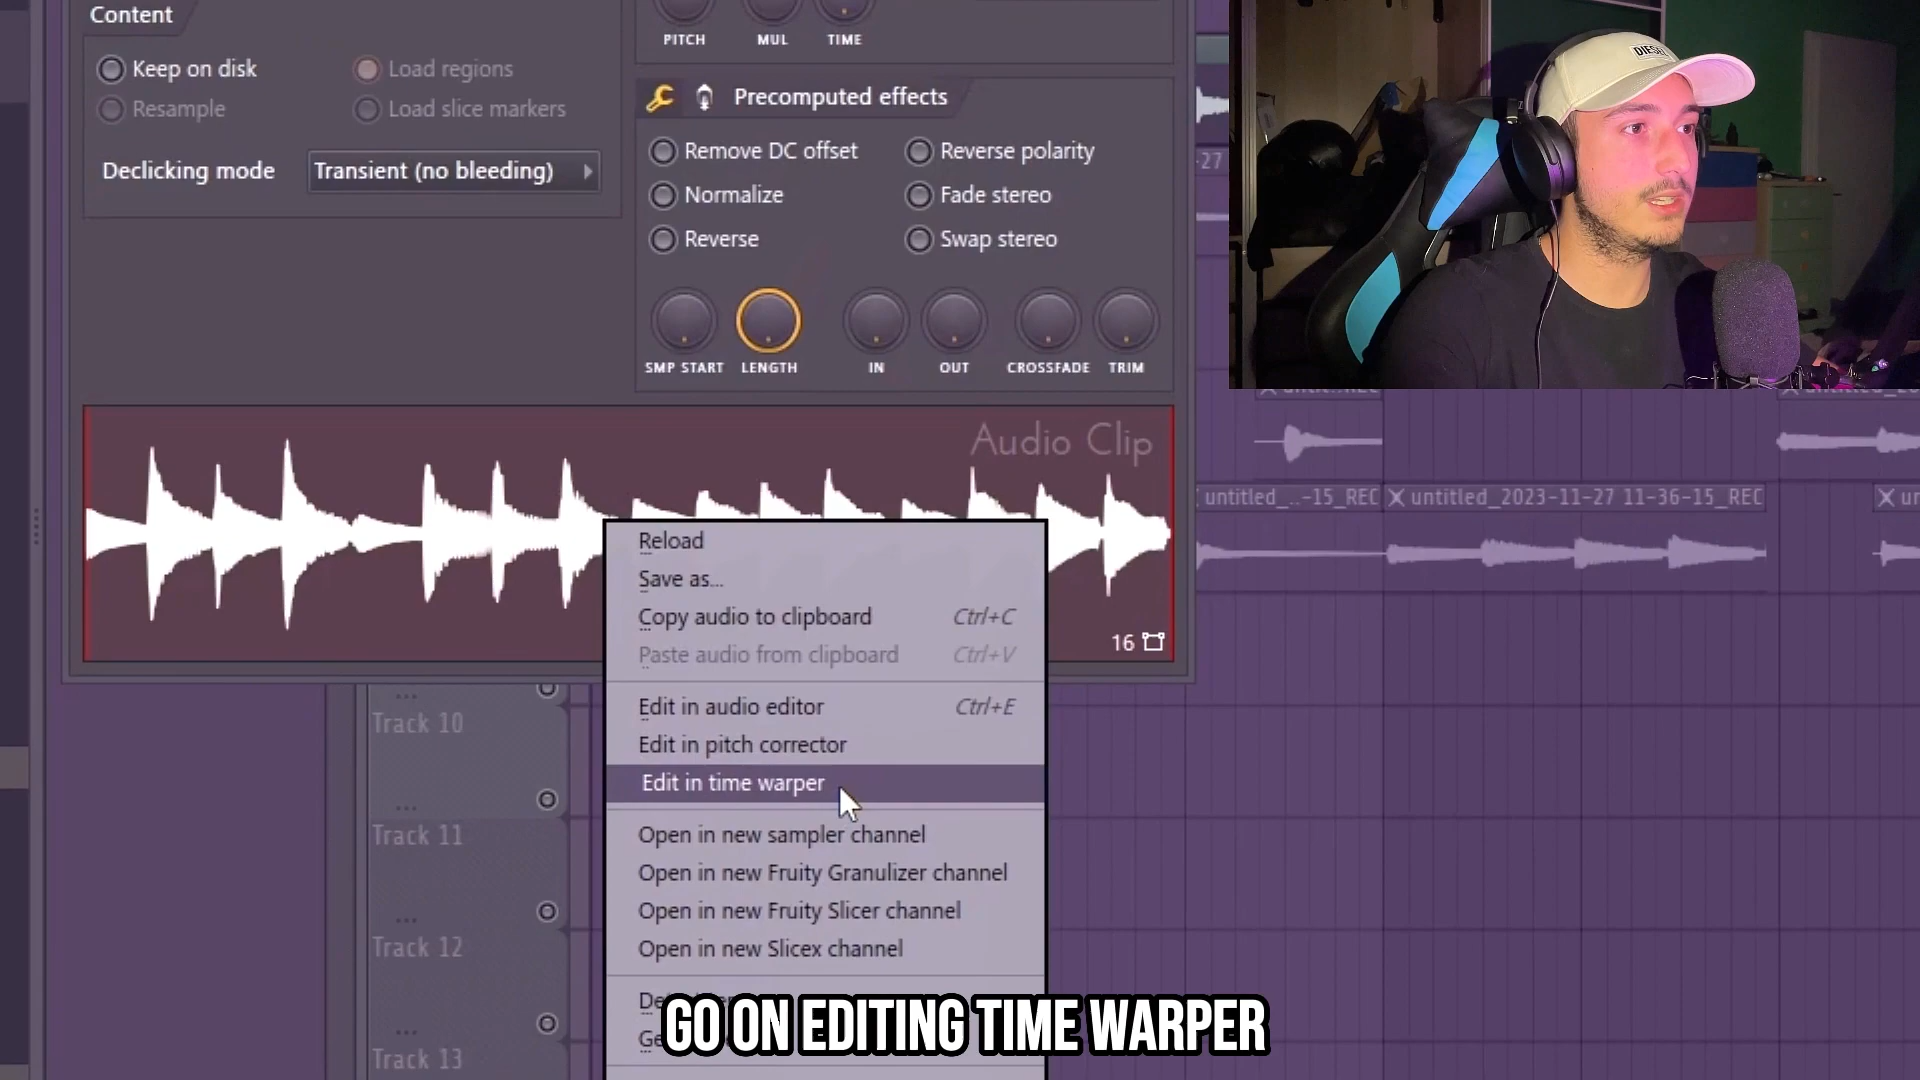 Content
PITCH MUL TIME
Keep on disk
Load regions
Resample
Load slice markers
Declicking mode
Transient (no bleeding)
Precomputed effects
Remove DC offset
Reverse polarity
Normalize
Fade stereo
Reverse
Swap stereo
SMP START LENGTH IN OUT CROSSFADE TRIM
DIESEL
-27
Audio Clip
16
untitled_..-15_REC
untitled_2023-11-27 11-36-15_REC
Reload
Save as...
Copy audio to clipboard Ctrl+C
Paste audio from clipboard Ctrl+V
Edit in audio editor Ctrl+E
Edit in pitch corrector
Edit in time warper
Open in new sampler channel
Open in new Fruity Granulizer channel
Open in new Fruity Slicer channel
Open in new Slicex channel
Track 10
Track 11
Track 12
Track 13
GO ON EDITING TIME WARPER